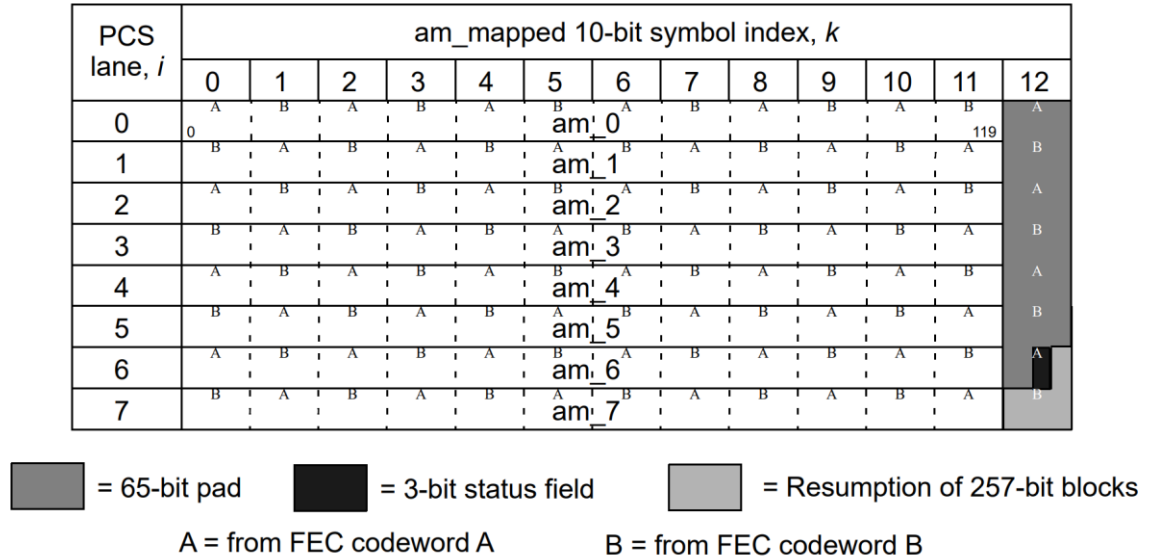 PCS lane, i am_mapped 10-bit symbol index, k
0 1 2 3 4 5 6 7 8 9 10 11 12
A B A B A B A B A B A B A
0 0 am_0 119
B A B A B A B A B A B A B
1 am_1
A B A B A B A B A B A B A
2 am_2
B A B A B A B A B A B A B
3 am_3
A B A B A B A B A B A B A
4 am_4
B A B A B A B A B A B A B
5 am_5
A B A B A B A B A B A B A
6 am_6
B A B A B A B A B A B A B
7 am_7
= 65-bit pad = 3-bit status field = Resumption of 257-bit blocks
A = from FEC codeword A B = from FEC codeword B